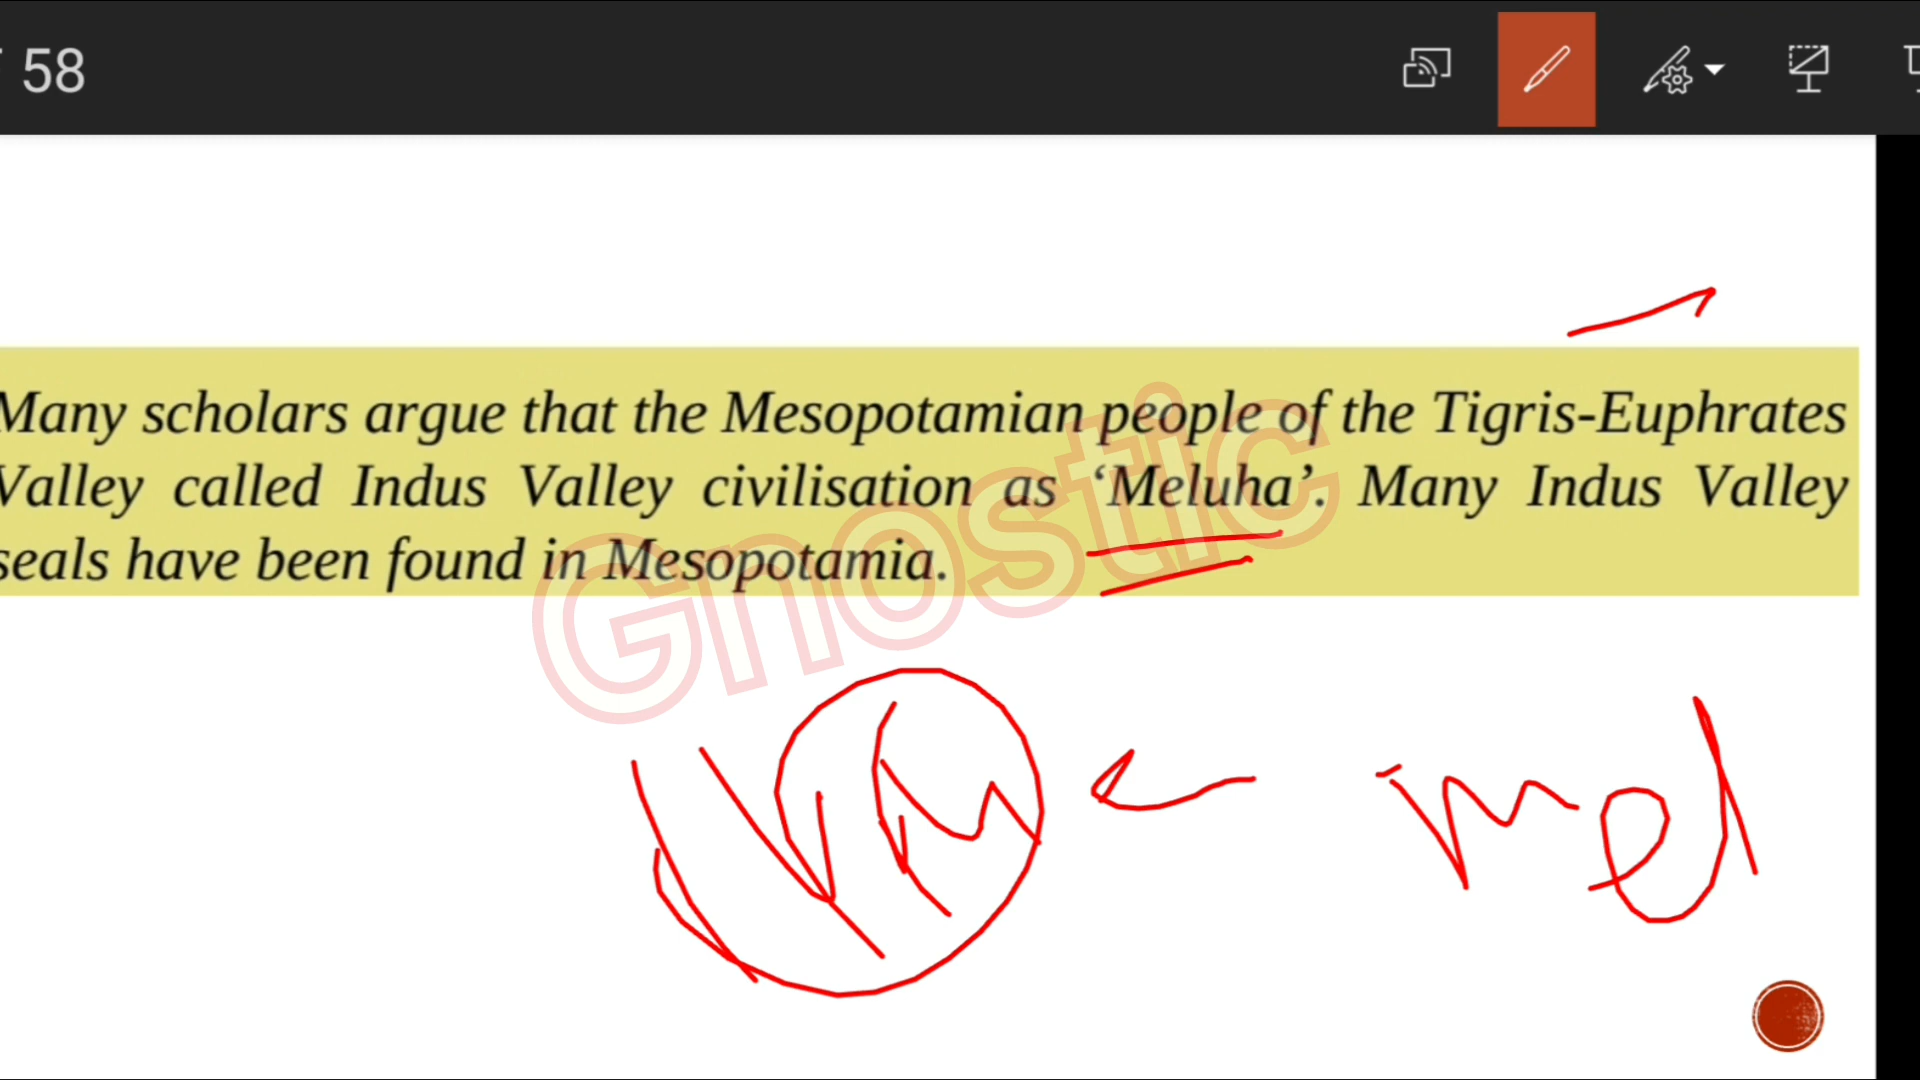 58
Many scholars argue that the Mesopotamian people of the Tigris-Euphrates
Valley called Indus Valley civilisation as ‘Meluha’. Many Indus Valley
seals have been found in Mesopotamia.
Gnostic
mel